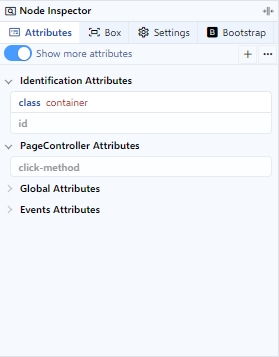 Node Inspector
Attributes Box Settings B Bootstrap
Show more attributes
Identification Attributes
class container
id
PageController Attributes
click-method
Global Attributes
Events Attributes